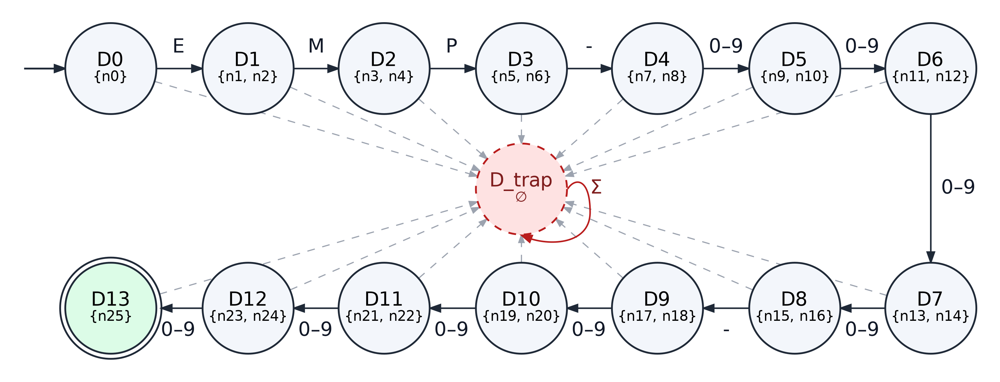 E
M
P
-
0–9
0–9
D0
{n0}
D1
{n1, n2}
D2
{n3, n4}
D3
{n5, n6}
D4
{n7, n8}
D5
{n9, n10}
D6
{n11, n12}
D_trap
∅
Σ
0–9
D13
{n25}
D12
{n23, n24}
D11
{n21, n22}
D10
{n19, n20}
D9
{n17, n18}
D8
{n15, n16}
D7
{n13, n14}
0–9
0–9
0–9
0–9
-
0–9